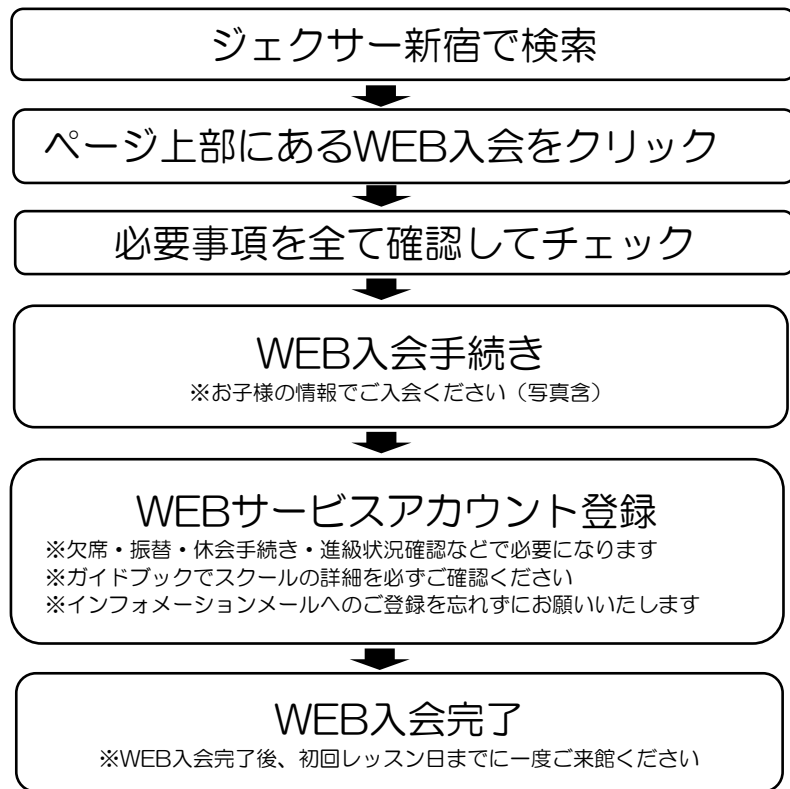 ジェクサー新宿で検索
ページ上部にあるWEB入会をクリック
必要事項を全て確認してチェック
WEB入会手続き
※お子様の情報でご入会ください（写真含）
WEBサービスアカウント登録
※欠席・振替・休会手続き・進級状況確認などで必要になります
※ガイドブックでスクールの詳細を必ずご確認ください
※インフォメーションメールへのご登録を忘れずにお願いいたします
WEB入会完了
※WEB入会完了後、初回レッスン日までに一度ご来館ください